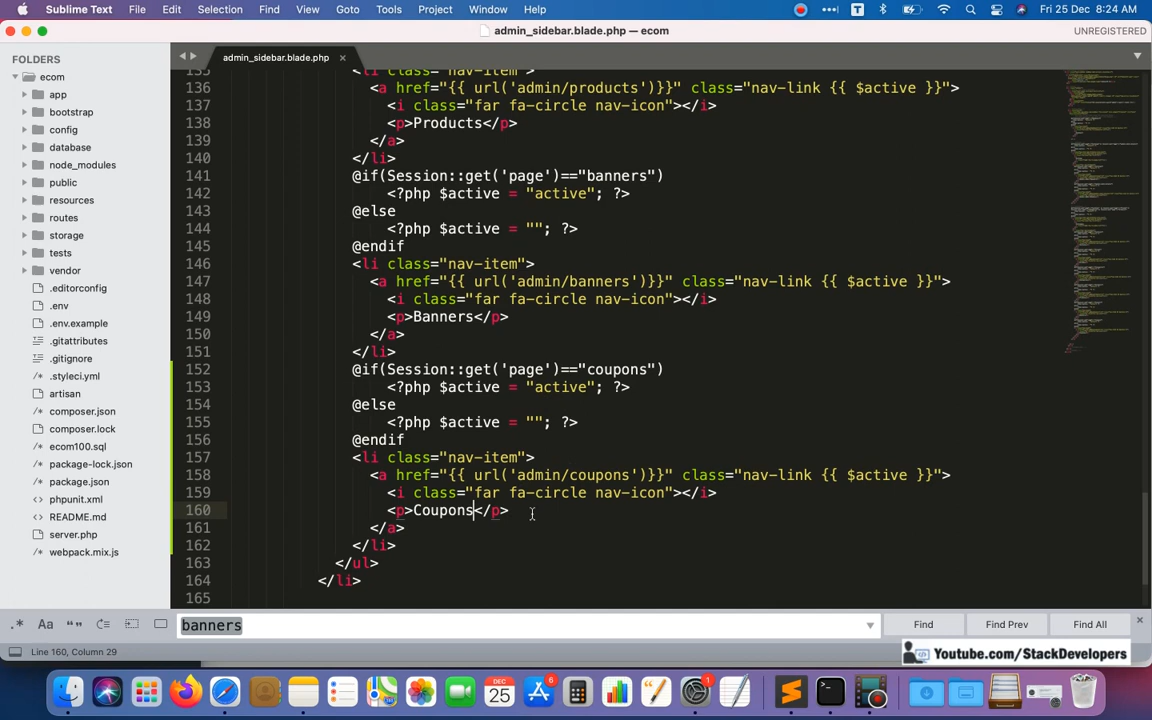 Sublime Text File Edit Selection Find View Goto Tools Project Window Help Fri 25 Dec 8:24 AM
admin_sidebar.blade.php — ecom UNREGISTERED
FOLDERS
ecom
app
bootstrap
config
database
node_modules
public
resources
routes
storage
tests
vendor
.editorconfig
.env
.env.example
.gitattributes
.gitignore
.styleci.yml
artisan
composer.json
composer.lock
ecom100.sql
package-lock.json
package.json
phpunit.xml
README.md
server.php
webpack.mix.js
admin_sidebar.blade.php
135 <li class="nav-item">
136 <a href="{{ url('admin/products')}}" class="nav-link {{ $active }}">
137 <i class="far fa-circle nav-icon"></i>
138 <p>Products</p>
139 </a>
140 </li>
141 @if(Session::get('page')=="banners")
142 <?php $active = "active"; ?>
143 @else
144 <?php $active = ""; ?>
145 @endif
146 <li class="nav-item">
147 <a href="{{ url('admin/banners')}}" class="nav-link {{ $active }}">
148 <i class="far fa-circle nav-icon"></i>
149 <p>Banners</p>
150 </a>
151 </li>
152 @if(Session::get('page')=="coupons")
153 <?php $active = "active"; ?>
154 @else
155 <?php $active = ""; ?>
156 @endif
157 <li class="nav-item">
158 <a href="{{ url('admin/coupons')}}" class="nav-link {{ $active }}">
159 <i class="far fa-circle nav-icon"></i>
160 <p>Coupons</p>
161 </a>
162 </li>
163 </ul>
164 </li>
165
banners Find Find Prev Find All
Line 160, Column 29
Youtube.com/StackDevelopers
DEC
25
6
1